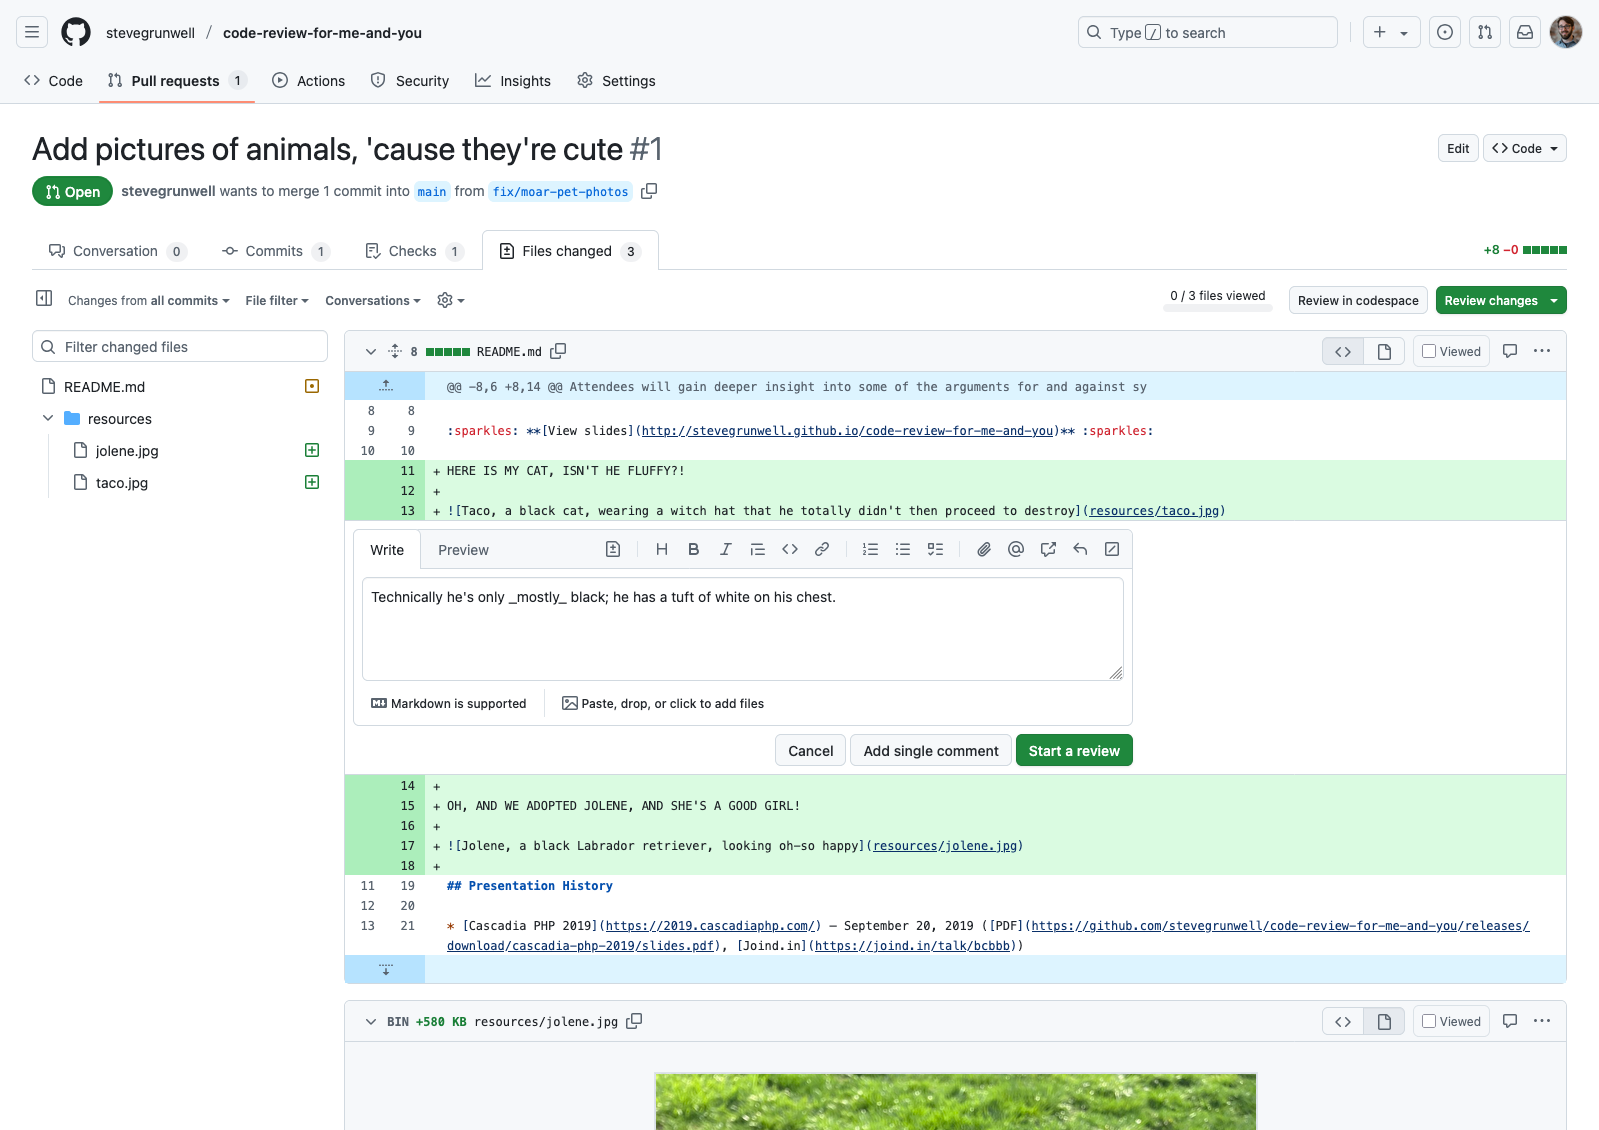 stevegrunwell / code-review-for-me-and-you
Type / to search
Code
Pull requests 1
Actions
Security
Insights
Settings
Add pictures of animals, 'cause they're cute #1
Edit
<> Code
Open
stevegrunwell wants to merge 1 commit into main from fix/moar-pet-photos
Conversation 0
Commits 1
Checks 1
Files changed 3
+8 −0
Changes from all commits
File filter
Conversations
0 / 3 files viewed
Review in codespace
Review changes
Filter changed files
README.md
resources
jolene.jpg
taco.jpg
8 README.md
Viewed
@@ -8,6 +8,14 @@ Attendees will gain deeper insight into some of the arguments for and against sy
8 8
9 9 :sparkles: **[View slides](http://stevegrunwell.github.io/code-review-for-me-and-you)** :sparkles:
10 10
11 + HERE IS MY CAT, ISN'T HE FLUFFY?!
12 +
13 + ![Taco, a black cat, wearing a witch hat that he totally didn't then proceed to destroy](resources/taco.jpg)
Write
Preview
Technically he's only _mostly_ black; he has a tuft of white on his chest.
Markdown is supported
Paste, drop, or click to add files
Cancel
Add single comment
Start a review
14 +
15 + OH, AND WE ADOPTED JOLENE, AND SHE'S A GOOD GIRL!
16 +
17 + ![Jolene, a black Labrador retriever, looking oh-so happy](resources/jolene.jpg)
18 +
11 19 ## Presentation History
12 20
13 21 * [Cascadia PHP 2019](https://2019.cascadiaphp.com/) – September 20, 2019 ([PDF](https://github.com/stevegrunwell/code-review-for-me-and-you/releases/
download/cascadia-php-2019/slides.pdf), [Joind.in](https://joind.in/talk/bcbbb))
BIN +580 KB resources/jolene.jpg
Viewed